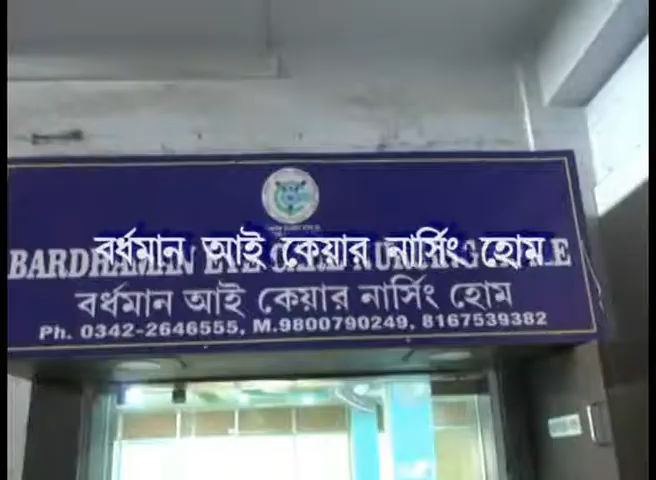 বর্ধমান আই কেয়ার নার্সিং হোম
BARDHAMAN EYE CARE NURSING HOME
বর্ধমান আই কেয়ার নার্সিং হোম
Ph. 0342-2646555, M.9800790249, 8167539382